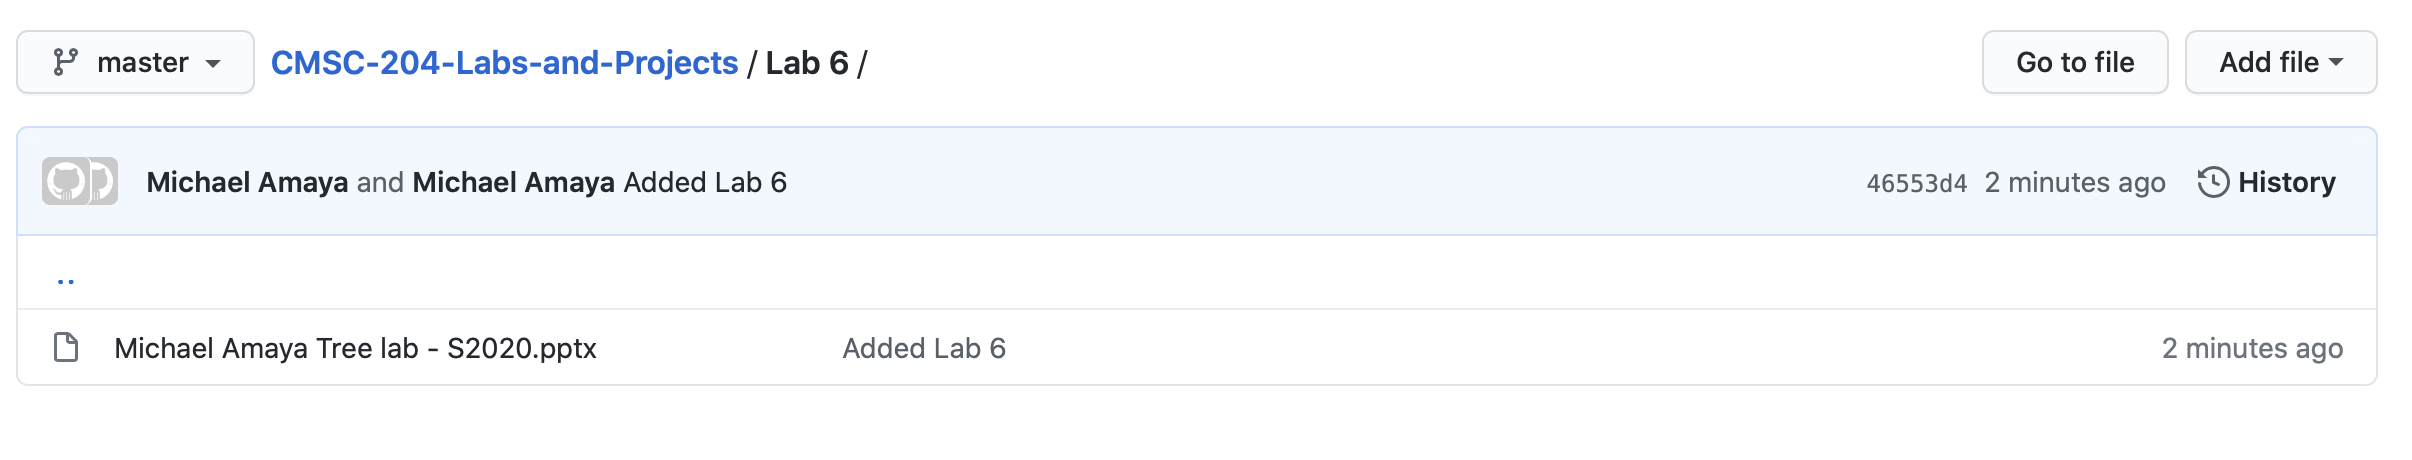 master CMSC-204-Labs-and-Projects / Lab 6 / Go to file Add file
Michael Amaya and Michael Amaya Added Lab 6 46553d4 2 minutes ago History
..
Michael Amaya Tree lab - S2020.pptx Added Lab 6 2 minutes ago